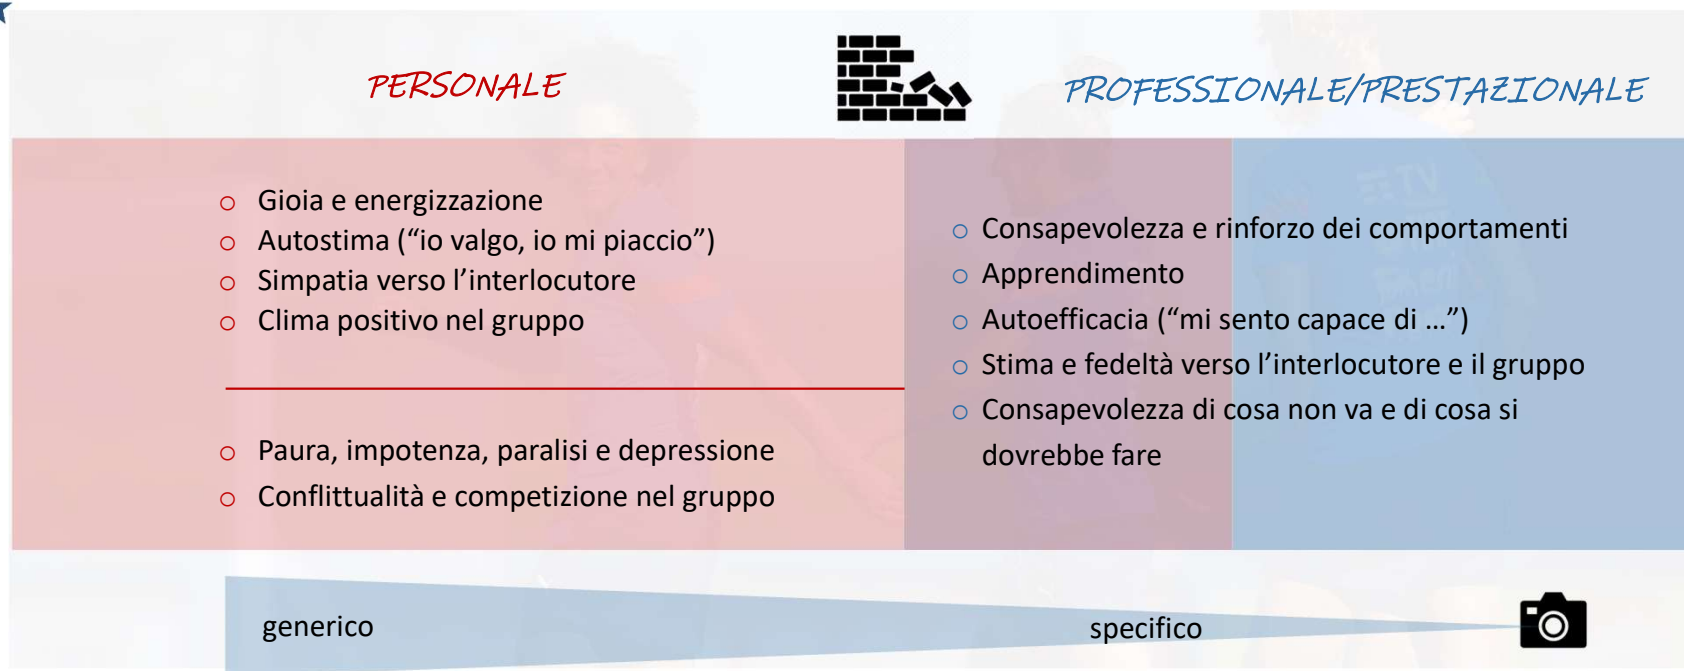 PERSONALE
PROFESSIONALE/PRESTAZIONALE
o Gioia e energizzazione
o Autostima (“io valgo, io mi piaccio”)
o Simpatia verso l’interlocutore
o Clima positivo nel gruppo
o Paura, impotenza, paralisi e depressione
o Conflittualità e competizione nel gruppo
o Consapevolezza e rinforzo dei comportamenti
o Apprendimento
o Autoefficacia (“mi sento capace di …”)
o Stima e fedeltà verso l’interlocutore e il gruppo
o Consapevolezza di cosa non va e di cosa si
dovrebbe fare
generico
specifico